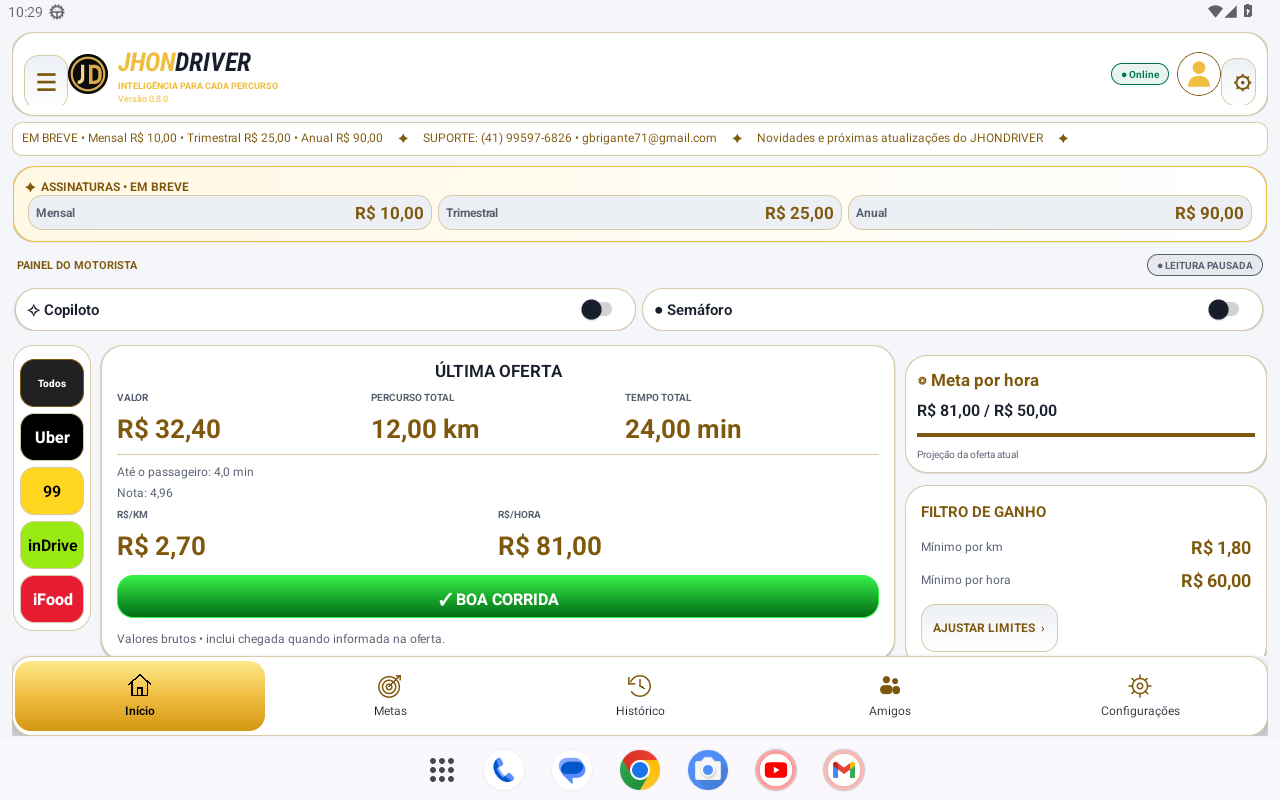 10:29
JD
JHONDRIVER
INTELIGÊNCIA PARA CADA PERCURSO
Versão 0.8.0
● Online
EM BREVE • Mensal R$ 10,00 • Trimestral R$ 25,00 • Anual R$ 90,00 ✦ SUPORTE: (41) 99597-6826 • gbrigante71@gmail.com ✦ Novidades e próximas atualizações do JHONDRIVER ✦
✦ ASSINATURAS • EM BREVE
Mensal R$ 10,00 Trimestral R$ 25,00 Anual R$ 90,00
PAINEL DO MOTORISTA
● LEITURA PAUSADA
✧ Copiloto
● Semáforo
Todos
Uber
99
inDrive
iFood
ÚLTIMA OFERTA
VALOR PERCURSO TOTAL TEMPO TOTAL
R$ 32,40 12,00 km 24,00 min
Até o passageiro: 4,0 min
Nota: 4,96
R$/KM R$/HORA
R$ 2,70 R$ 81,00
✓ BOA CORRIDA
Valores brutos • inclui chegada quando informada na oferta.
Meta por hora
R$ 81,00 / R$ 50,00
Projeção da oferta atual
FILTRO DE GANHO
Mínimo por km R$ 1,80
Mínimo por hora R$ 60,00
AJUSTAR LIMITES ›
Início Metas Histórico Amigos Configurações